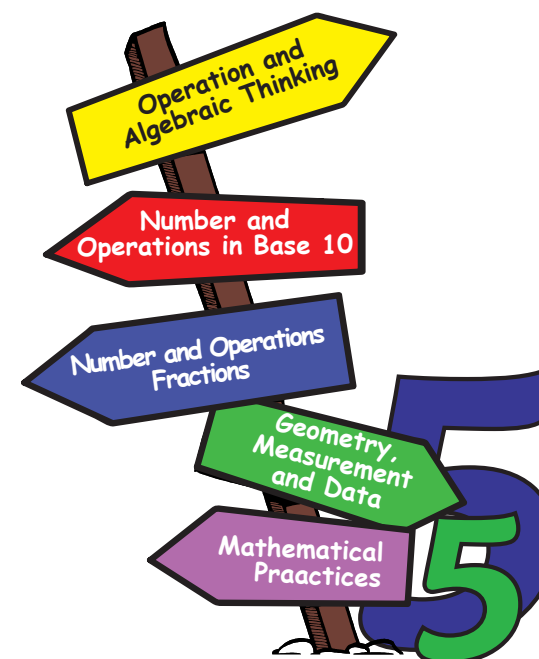 Operation and
Algebraic Thinking
Number and
Operations in Base 10
Number and Operations
Fractions
Geometry,
Measurement
and Data
Mathematical
Praactices
5
5